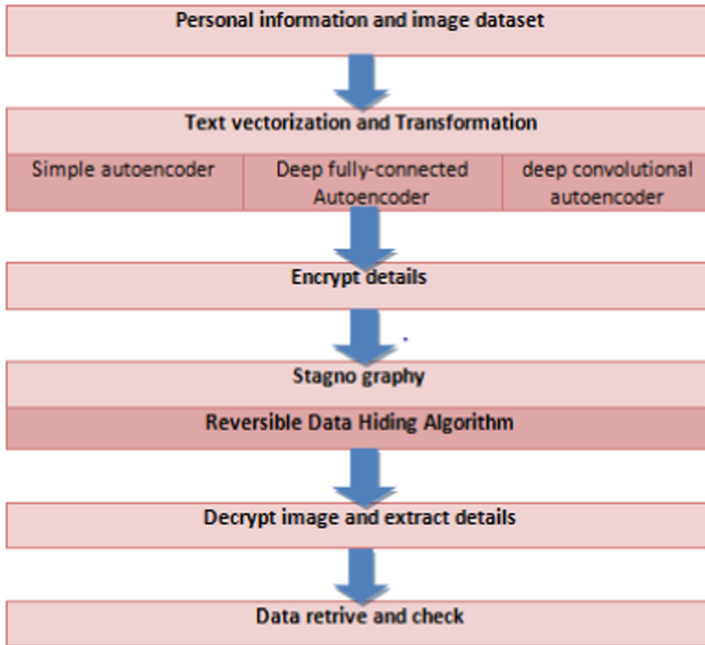 Personal information and image dataset
Text vectorization and Transformation
Simple autoencoder
Deep fully-connected
Autoencoder
deep convolutional
autoencoder
Encrypt details
Stagno graphy
Reversible Data Hiding Algorithm
Decrypt image and extract details
Data retrive and check